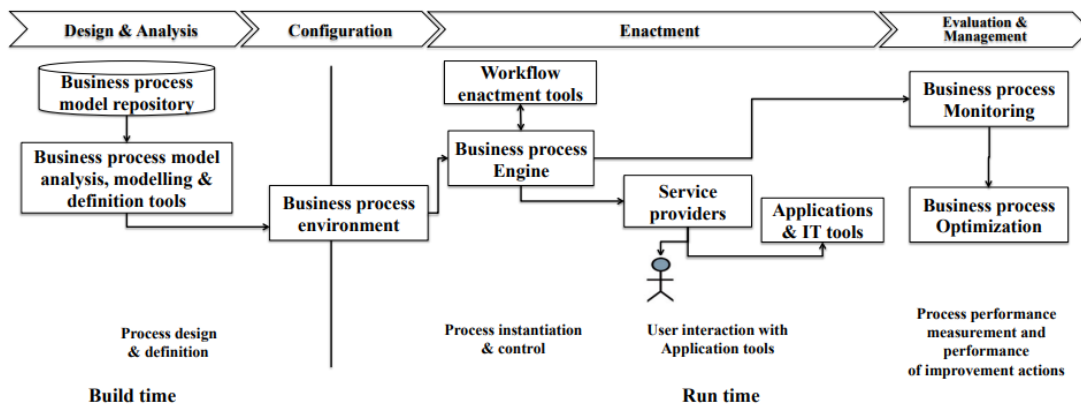 Design & Analysis
Configuration
Enactment
Evaluation &
Management
Business process
model repository
Workflow
enactment tools
Business process
Monitoring
Business process model
analysis, modelling &
definition tools
Business process
Engine
Business process
environment
Service
providers
Applications
& IT tools
Business process
Optimization
Process design
& definition
Process instantiation
& control
User interaction with
Application tools
Process performance
measurement and
performance
of improvement actions
Build time
Run time